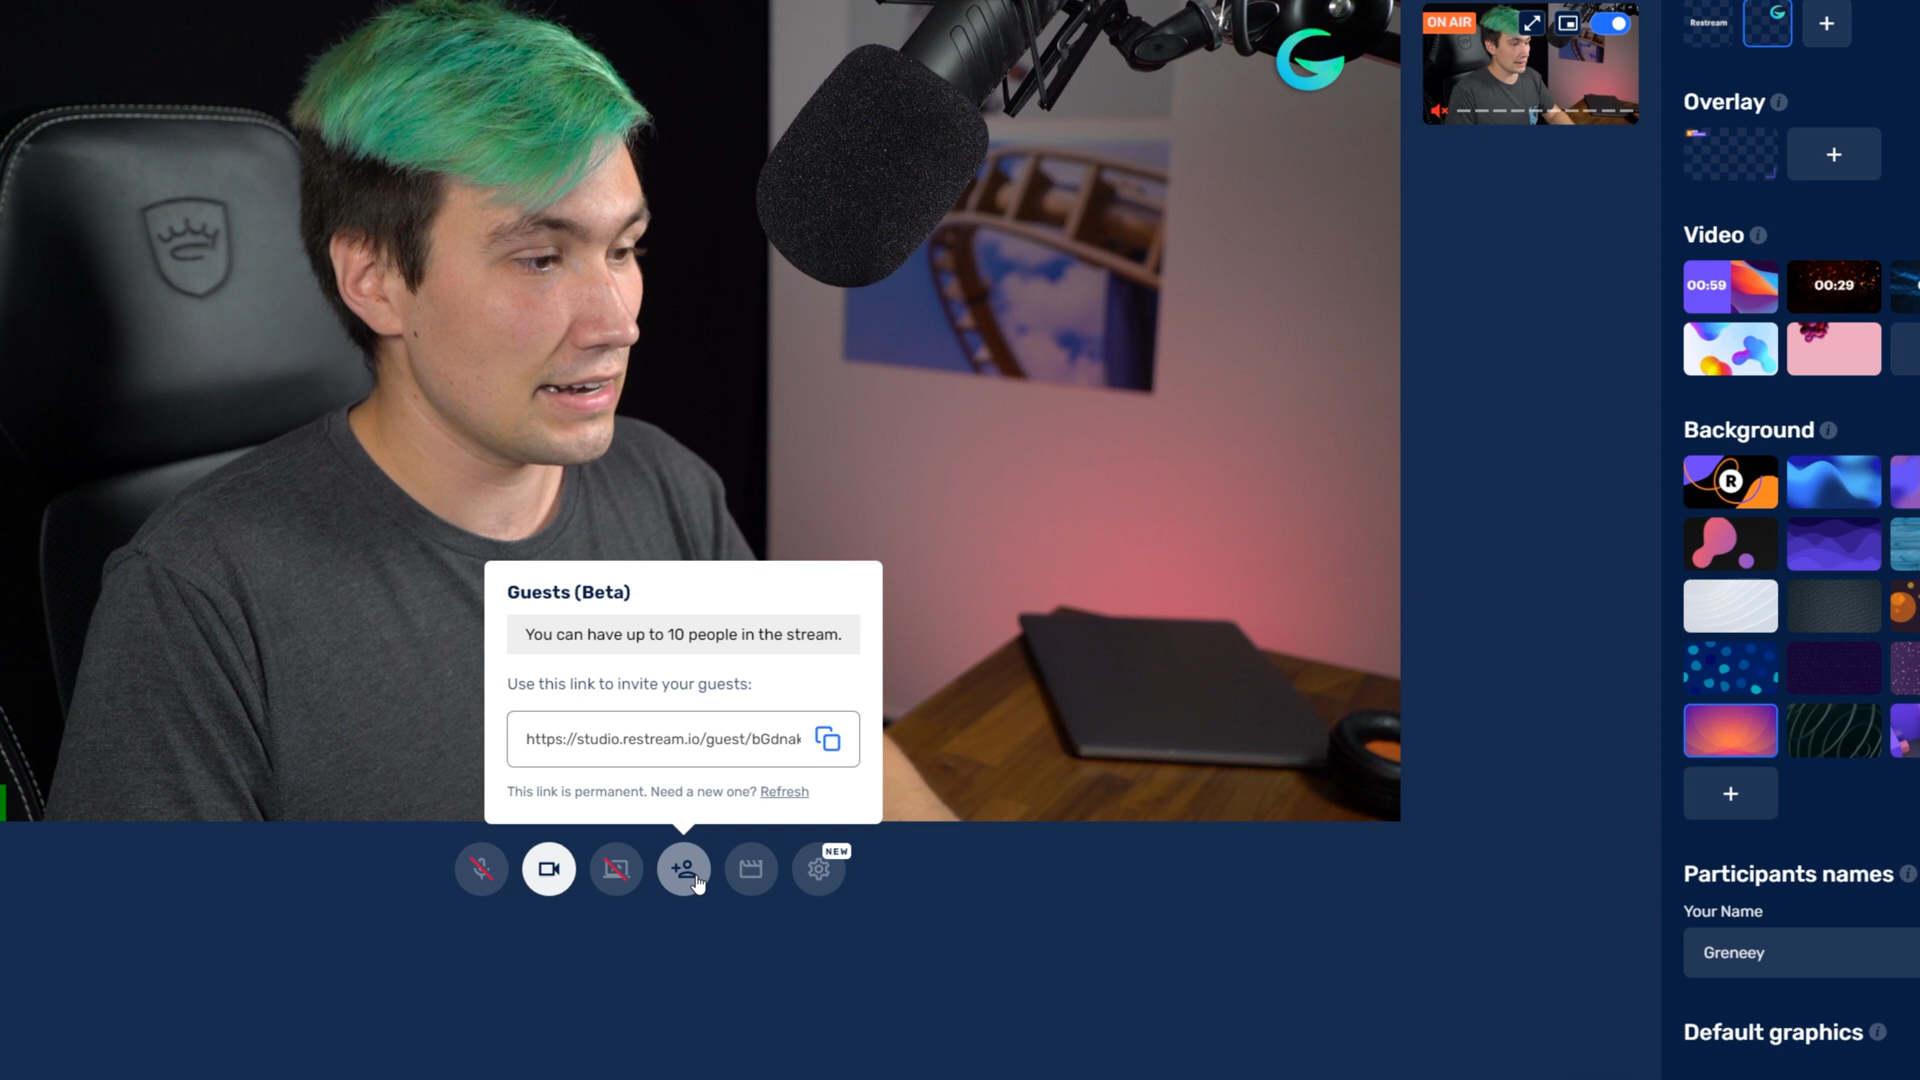 ON AIR
Restream
Overlay
Video
00:59
00:29
Background
R
Guests (Beta)
You can have up to 10 people in the stream.
Use this link to invite your guests:
https://studio.restream.io/guest/bGdnak
This link is permanent. Need a new one? Refresh
NEW
Participants names
Your Name
Greneey
Default graphics